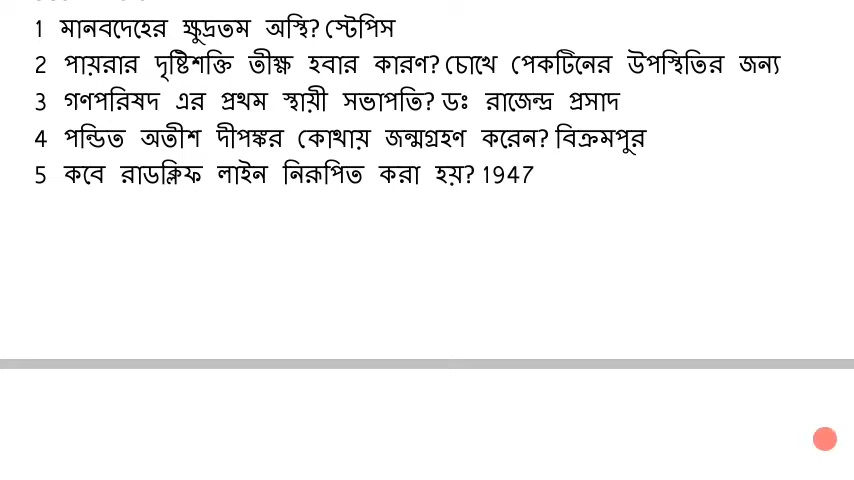 1 মানবদেহের ক্ষুদ্রতম অস্থি? স্টেপিস
2 পায়রার দৃষ্টিশক্তি তীক্ষ্ণ হবার কারণ? চোখে পেকটিনের উপস্থিতির জন্য
3 গণপরিষদ এর প্রথম স্থায়ী সভাপতি? ডঃ রাজেন্দ্র প্রসাদ
4 পন্ডিত অতীশ দীপঙ্কর কোথায় জন্মগ্রহণ করেন? বিক্রমপুর
5 কবে রাডক্লিফ লাইন নিরূপিত করা হয়? 1947